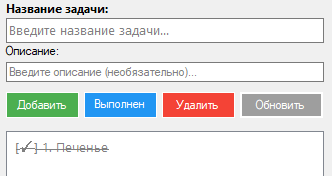 Название задачи:
Введите название задачи...
Описание:
Введите описание (необязательно)...
Добавить Выполнен Удалить Обновить
[✓] 1. Печенье